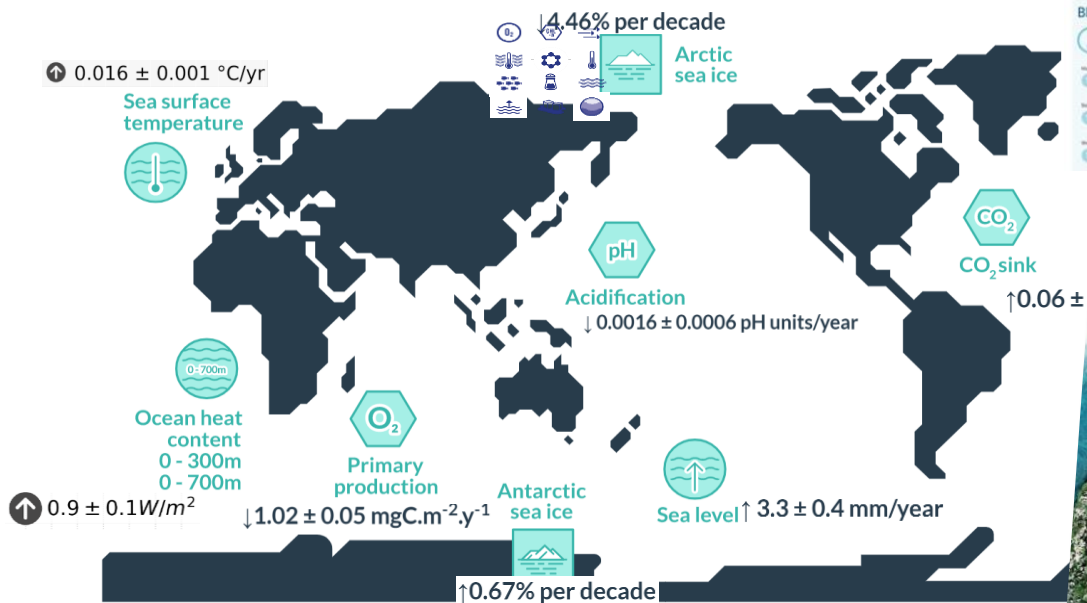 ↓4.46% per decade
O₂
Arctic
sea ice
↑ 0.016 ± 0.001 °C/yr
Sea surface
temperature
CO₂
CO₂ sink
↑0.06 ±
pH
Acidification
↓ 0.0016 ± 0.0006 pH units/year
0 - 700m
Ocean heat
content
0 - 300m
0 - 700m
↑ 0.9 ± 0.1W/m²
O₂
Primary
production
↓1.02 ± 0.05 mgC.m⁻².y⁻¹
Antarctic
sea ice
↑0.67% per decade
Sea level↑ 3.3 ± 0.4 mm/year